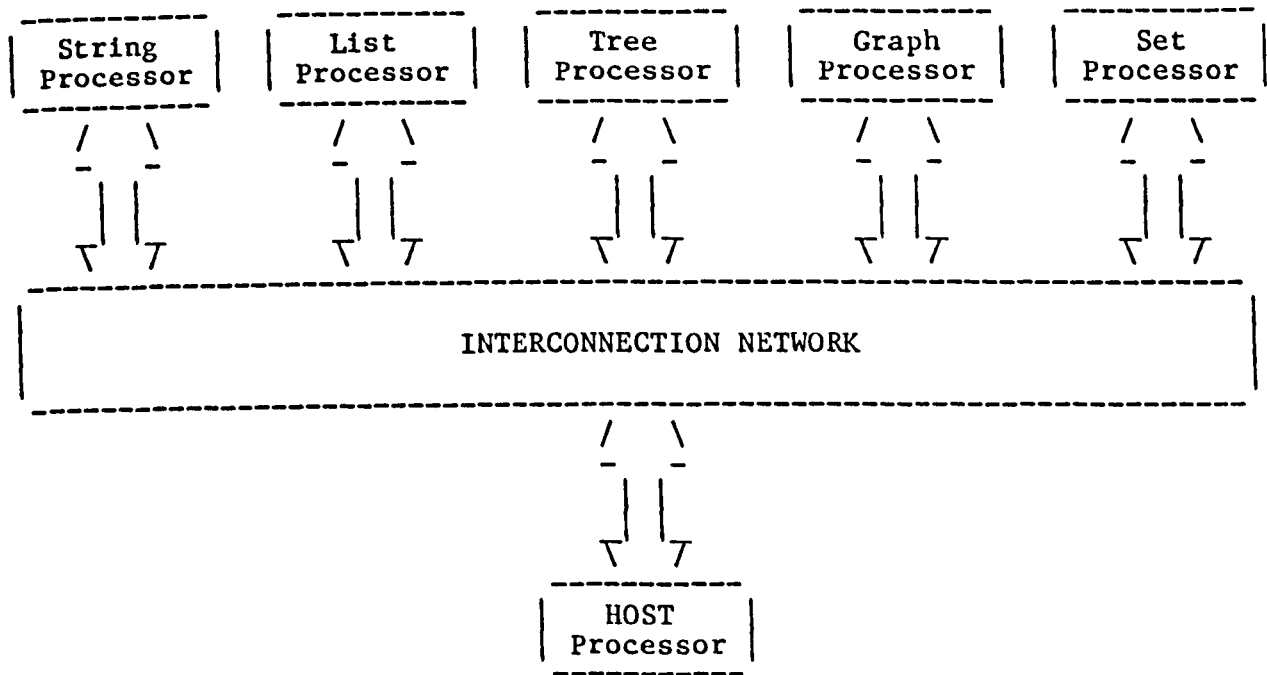 String Processor
List Processor
Tree Processor
Graph Processor
Set Processor
INTERCONNECTION NETWORK
HOST Processor